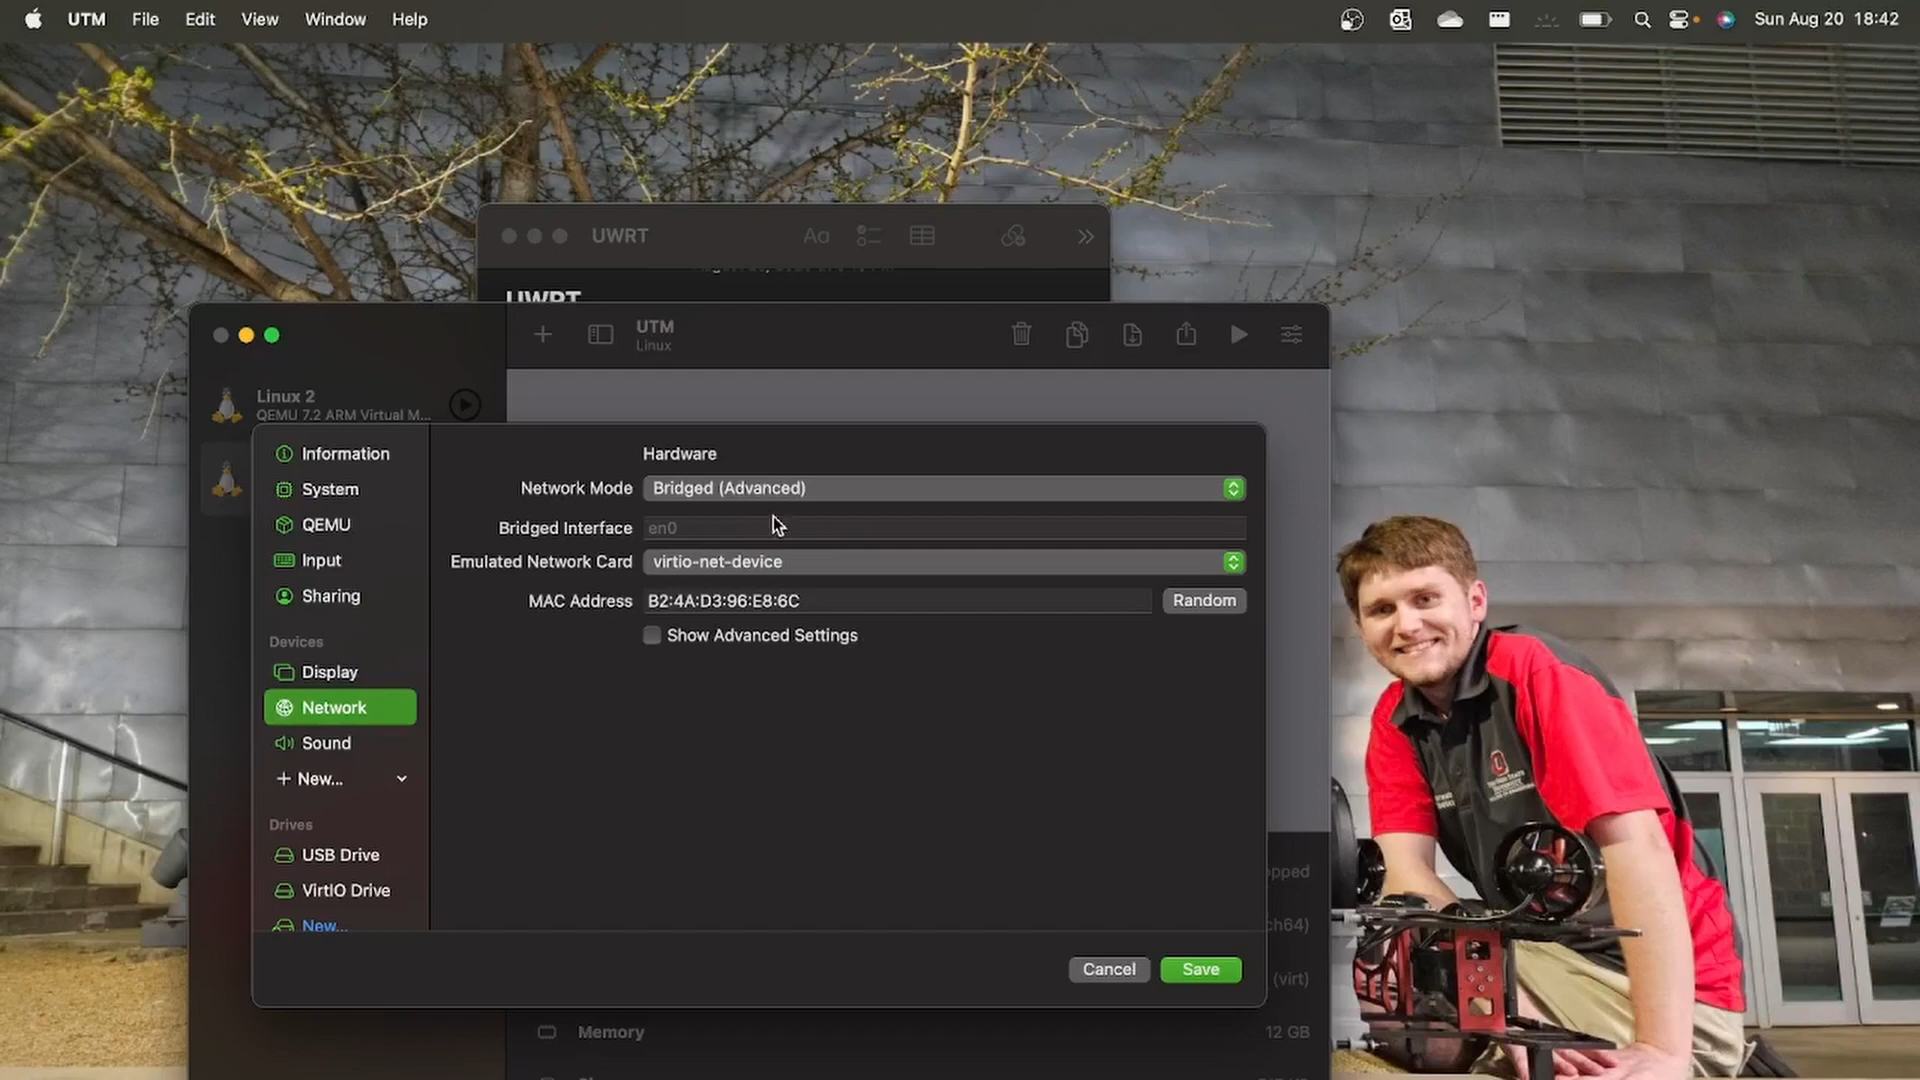 UTM File Edit View Window Help
Sun Aug 20 18:42
UWRT
Aa
UWRT
UTM
Linux
Linux 2
QEMU 7.2 ARM Virtual M...
Information
System
QEMU
Input
Sharing
Devices
Display
Network
Sound
New...
Drives
USB Drive
VirtIO Drive
New...
Hardware
Network Mode Bridged (Advanced)
Bridged Interface en0
Emulated Network Card virtio-net-device
MAC Address B2:4A:D3:96:E8:6C Random
Show Advanced Settings
opped
ch64)
(virt)
Cancel Save
Memory 12 GB